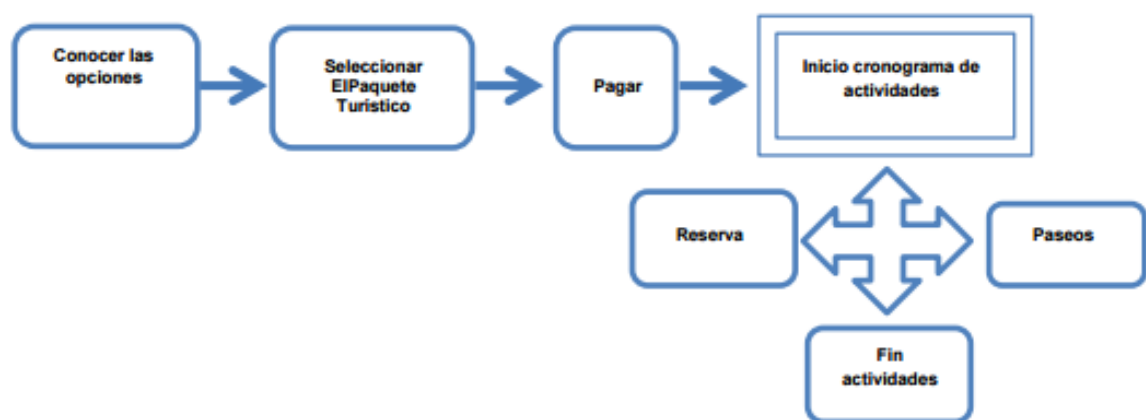 Conocer las
opciones
Seleccionar
ElPaquete
Turístico
Pagar
Inicio cronograma de
actividades
Reserva
Paseos
Fin
actividades